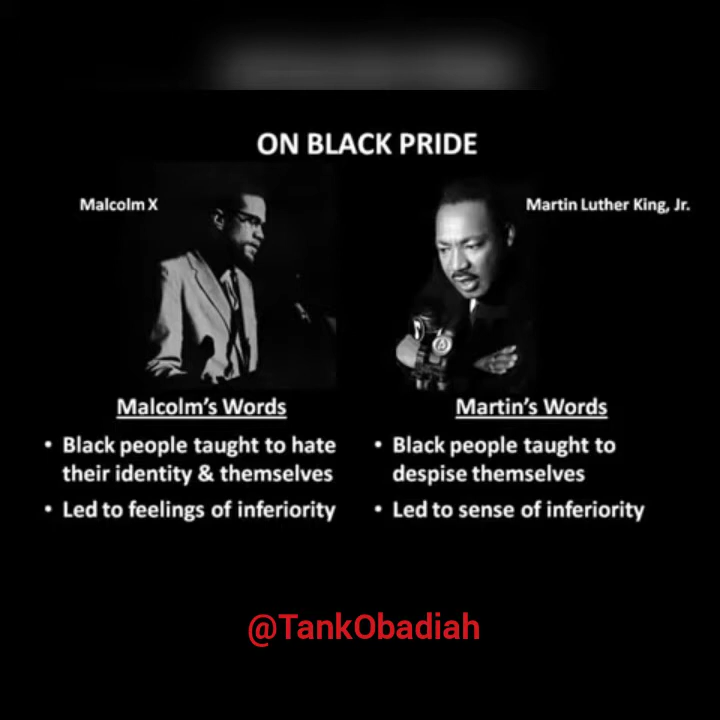 ON BLACK PRIDE
Malcolm X
Martin Luther King, Jr.
Malcolm's Words
• Black people taught to hate
their identity & themselves
• Led to feelings of inferiority
Martin's Words
• Black people taught to
despise themselves
• Led to sense of inferiority
@TankObadiah